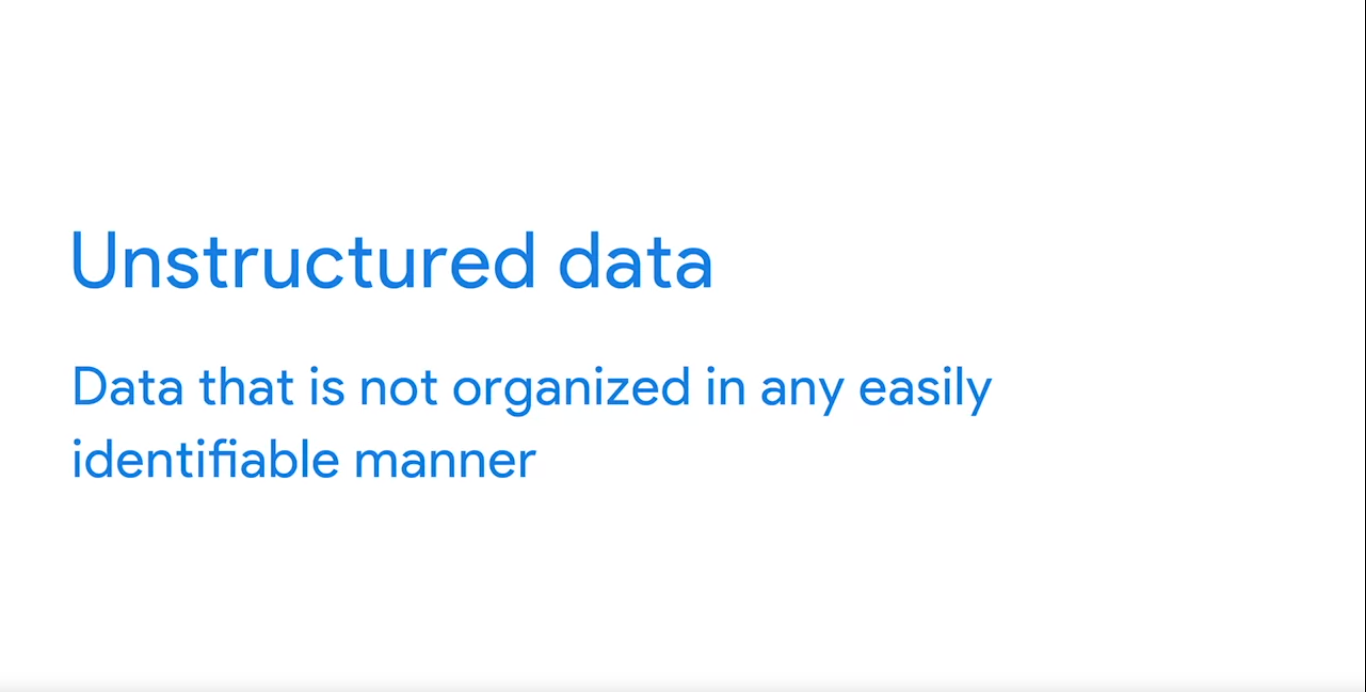 Unstructured data
Data that is not organized in any easily
identifiable manner